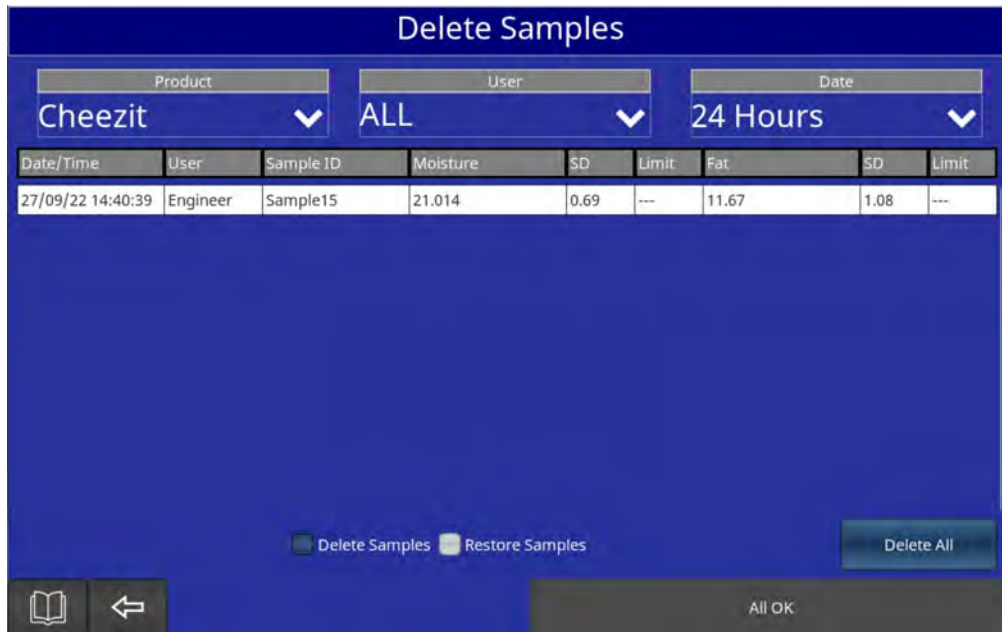 Delete Samples
Product User Date
Cheezit ALL 24 Hours
Date/Time User Sample ID Moisture SD Limit Fat SD Limit
27/09/22 14:40:39 Engineer Sample15 21.014 0.69 --- 11.67 1.08 ---
Delete Samples Restore Samples Delete All
All OK